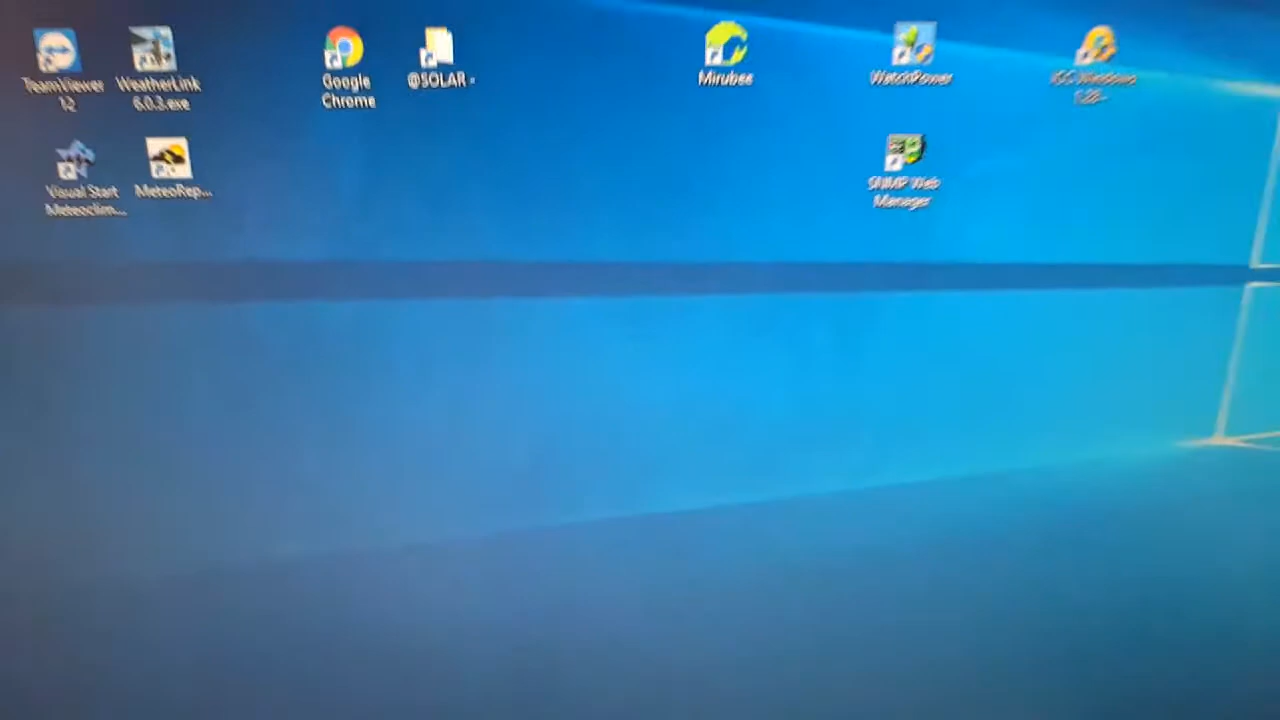 TeamViewer
12
WeatherLink
6.0.3.exe
Google
Chrome
@SOLAR -
Mirubee
WatchPower
Visual Start
Meteoclim...
MeteoRep...
SNMP Web
Manager